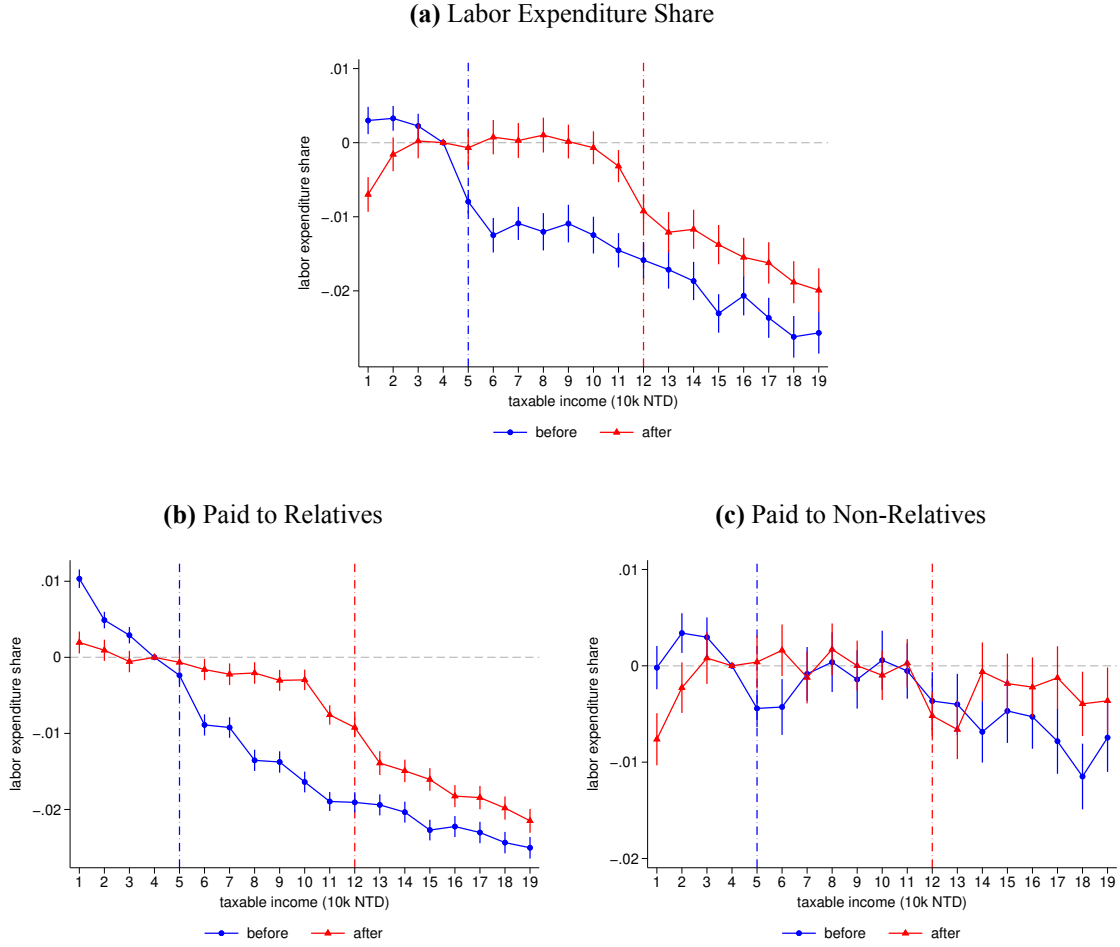 (a) Labor Expenditure Share
labor expenditure share
.01
0
-.01
-.02
1 2 3 4 5 6 7 8 9 10 11 12 13 14 15 16 17 18 19
taxable income (10k NTD)
before after
(b) Paid to Relatives
labor expenditure share
.01
0
-.01
-.02
1 2 3 4 5 6 7 8 9 10 11 12 13 14 15 16 17 18 19
taxable income (10k NTD)
before after
(c) Paid to Non-Relatives
labor expenditure share
.01
0
-.01
-.02
1 2 3 4 5 6 7 8 9 10 11 12 13 14 15 16 17 18 19
taxable income (10k NTD)
before after